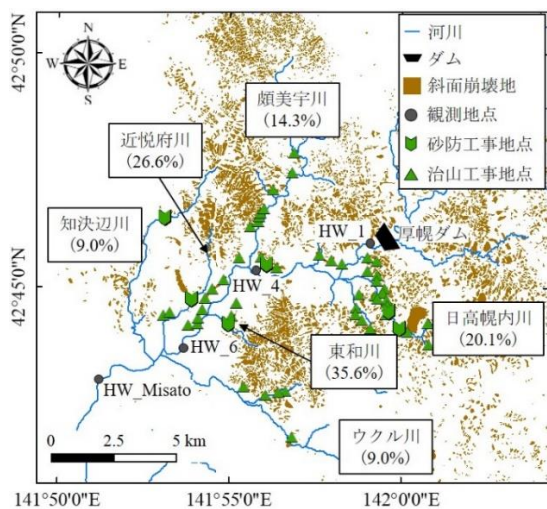 42°50'0"N
42°45'0"N
141°50'0"E
141°55'0"E
142°0'0"E
N
W
E
S
河川
ダム
斜面崩壊地
観測地点
砂防工事地点
治山工事地点
頗美宇川
(14.3%)
近悦府川
(26.6%)
知決辺川
(9.0%)
HW_1
厚幌ダム
HW_4
日高幌内川
(20.1%)
HW_6
東和川
(35.6%)
HW_Misato
ウクル川
(9.0%)
0
2.5
5 km